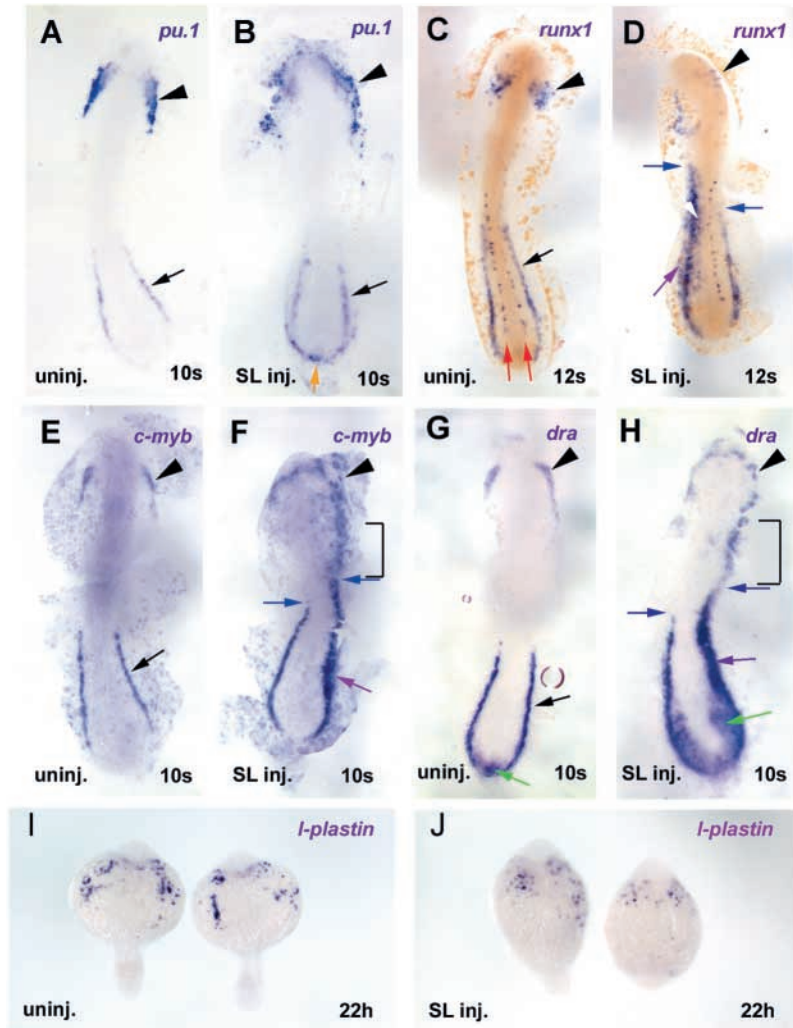 A pu.1
B pu.1
C runx1
D runx1
uninj. 10s
SL inj. 10s
uninj. 12s
SL inj. 12s
E c-myb
F c-myb
G dra
H dra
uninj. 10s
SL inj. 10s
uninj. 10s
SL inj. 10s
I l-plastin
J l-plastin
uninj. 22h
SL inj. 22h